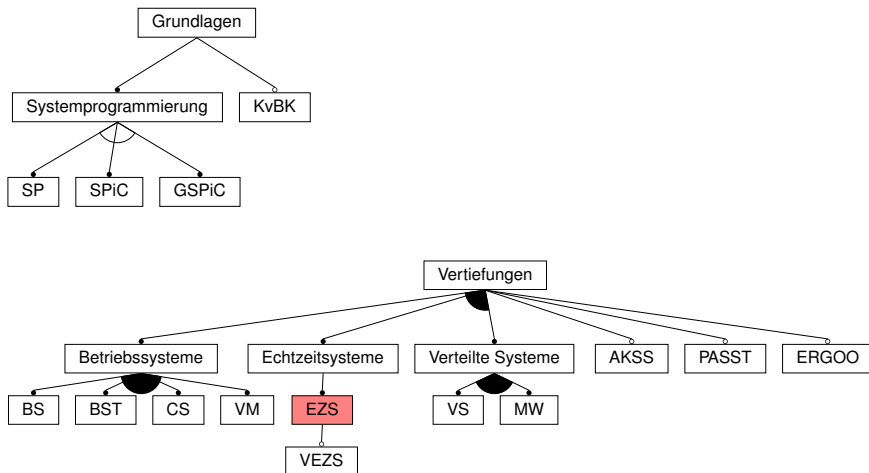 Grundlagen
Systemprogrammierung KvBK
SP SPiC GSPiC
Vertiefungen
Betriebssysteme Echtzeitsysteme Verteilte Systeme AKSS PASST ERGOO
BS BST CS VM EZS VS MW
VEZS